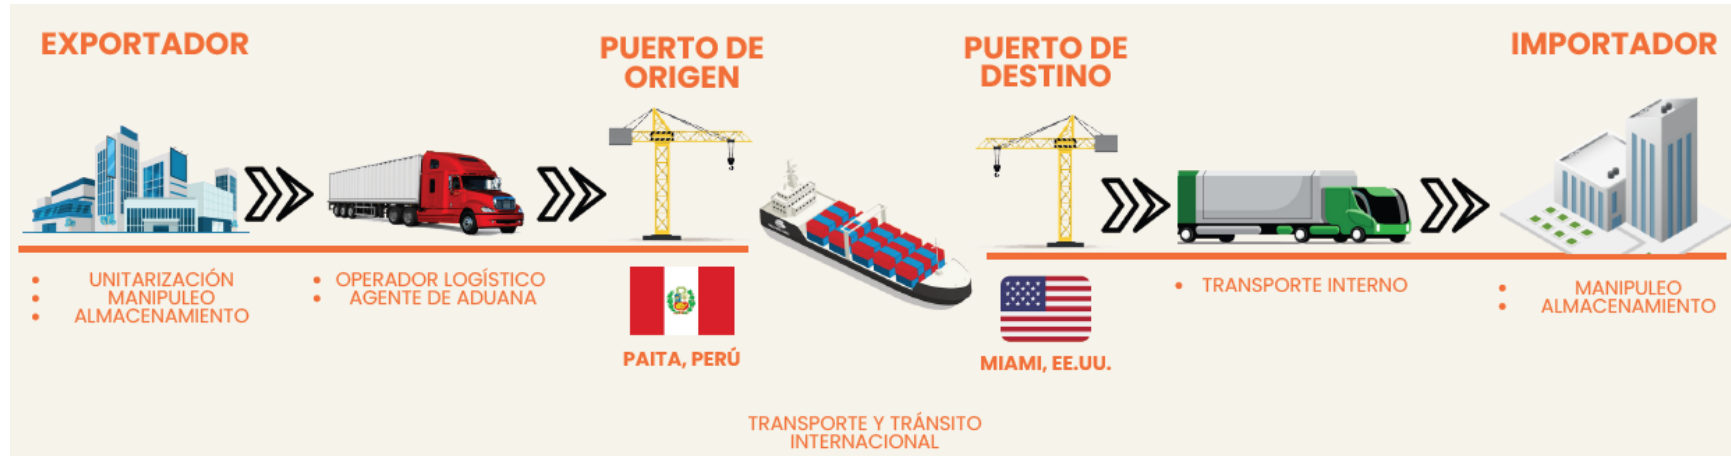 EXPORTADOR
PUERTO DE
ORIGEN
PUERTO DE
DESTINO
IMPORTADOR
• UNITARIZACIÓN
• MANIPULEO
• ALMACENAMIENTO
• OPERADOR LOGÍSTICO
• AGENTE DE ADUANA
PAITA, PERÚ
MIAMI, EE.UU.
• TRANSPORTE INTERNO
• MANIPULEO
• ALMACENAMIENTO
TRANSPORTE Y TRÁNSITO
INTERNACIONAL